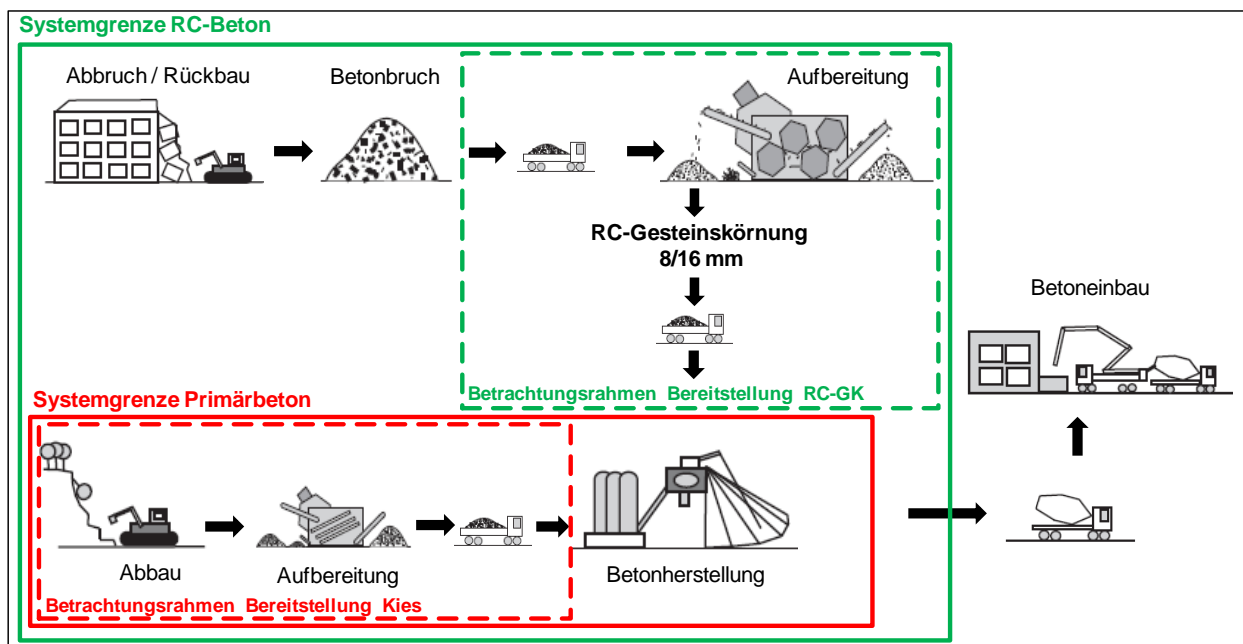 Systemgrenze RC-Beton
Abbruch / Rückbau
Betonbruch
Aufbereitung
RC-Gesteinskörnung
8/16 mm
Betrachtungsrahmen Bereitstellung RC-GK
Betoneinbau
Systemgrenze Primärbeton
Abbau
Aufbereitung
Betonherstellung
Betrachtungsrahmen Bereitstellung Kies